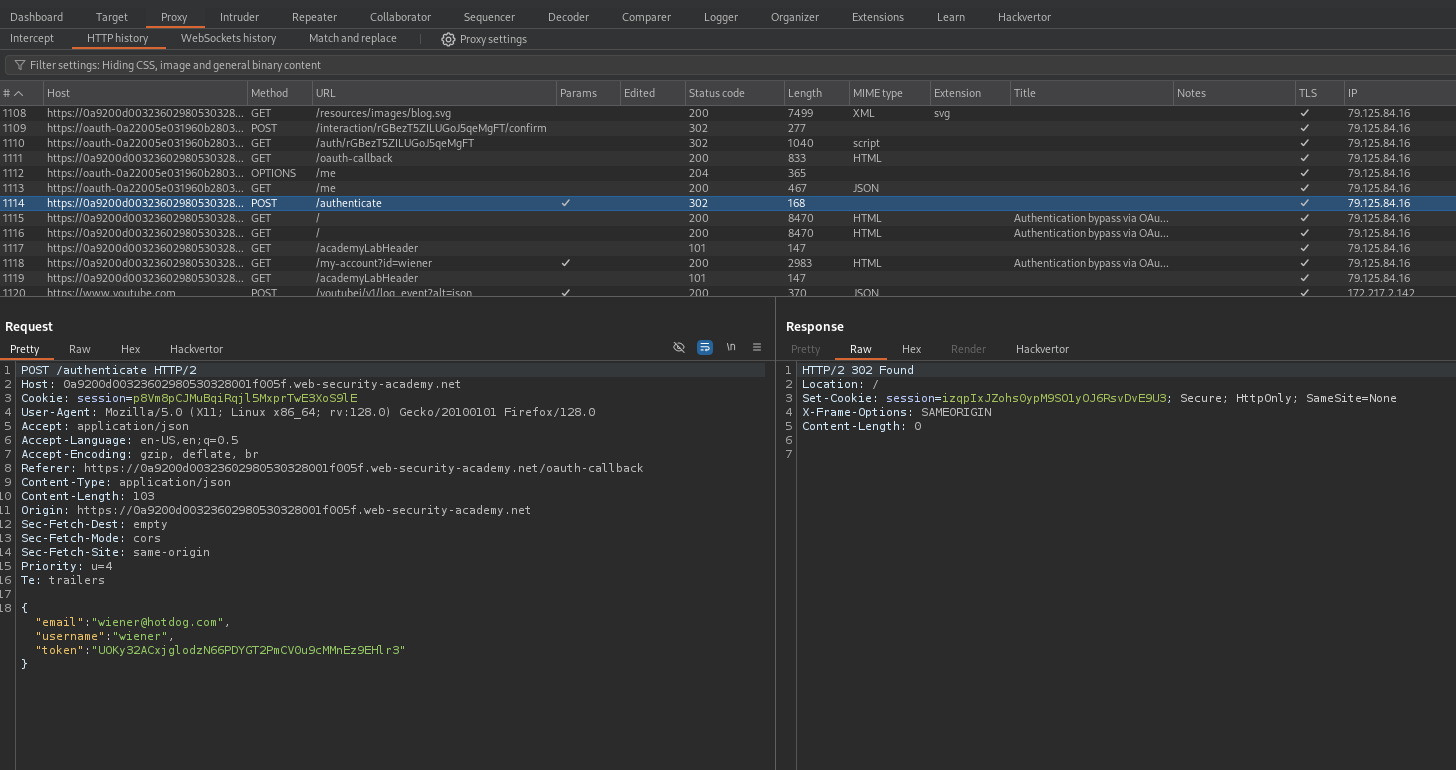 Dashboard Target Proxy Intruder Repeater Collaborator Sequencer Decoder Comparer Logger Organizer Extensions Learn Hackvertor
Intercept HTTP history WebSockets history Match and replace Proxy settings
Filter settings: Hiding CSS, image and general binary content
# Host Method URL Params Edited Status code Length MIME type Extension Title Notes TLS IP
1108 https://0a9200d00323602980530328... GET /resources/images/blog.svg 200 7499 XML svg ✓ 79.125.84.16
1109 https://oauth-0a22005e031960b2803... POST /interaction/rGBezT5ZILUGoJ5qeMgFT/confirm 302 277 ✓ 79.125.84.16
1110 https://oauth-0a22005e031960b2803... GET /auth/rGBezT5ZILUGoJ5qeMgFT 302 1040 script ✓ 79.125.84.16
1111 https://0a9200d00323602980530328... GET /oauth-callback 200 833 HTML ✓ 79.125.84.16
1112 https://oauth-0a22005e031960b2803... OPTIONS /me 204 365 ✓ 79.125.84.16
1113 https://oauth-0a22005e031960b2803... GET /me 200 467 JSON ✓ 79.125.84.16
1114 https://0a9200d00323602980530328... POST /authenticate ✓ 302 168 ✓ 79.125.84.16
1115 https://0a9200d00323602980530328... GET / 200 8470 HTML Authentication bypass via OAu... ✓ 79.125.84.16
1116 https://0a9200d00323602980530328... GET / 200 8470 HTML Authentication bypass via OAu... ✓ 79.125.84.16
1117 https://0a9200d00323602980530328... GET /academyLabHeader 101 147 ✓ 79.125.84.16
1118 https://0a9200d00323602980530328... GET /my-account?id=wiener ✓ 200 2983 HTML Authentication bypass via OAu... ✓ 79.125.84.16
1119 https://0a9200d00323602980530328... GET /academyLabHeader 101 147 ✓ 79.125.84.16
1120 https://www.youtube.com POST /youtubei/v1/log_event?alt=json ✓ 200 370 JSON ✓ 172.217.2.142
Request
Pretty Raw Hex Hackvertor \n
1 POST /authenticate HTTP/2
2 Host: 0a9200d00323602980530328001f005f.web-security-academy.net
3 Cookie: session=p8Vm8pCJMuBqiRqjl5MxprTwE3XoS9lE
4 User-Agent: Mozilla/5.0 (X11; Linux x86_64; rv:128.0) Gecko/20100101 Firefox/128.0
5 Accept: application/json
6 Accept-Language: en-US,en;q=0.5
7 Accept-Encoding: gzip, deflate, br
8 Referer: https://0a9200d00323602980530328001f005f.web-security-academy.net/oauth-callback
9 Content-Type: application/json
10 Content-Length: 103
11 Origin: https://0a9200d00323602980530328001f005f.web-security-academy.net
12 Sec-Fetch-Dest: empty
13 Sec-Fetch-Mode: cors
14 Sec-Fetch-Site: same-origin
15 Priority: u=4
16 Te: trailers
17
18 {
"email":"wiener@hotdog.com",
"username":"wiener",
"token":"UOKy32ACxjglodzN66PDYGT2PmCV0u9cMMnEz9EHlr3"
}
Response
Pretty Raw Hex Render Hackvertor
1 HTTP/2 302 Found
2 Location: /
3 Set-Cookie: session=izqpIxJZohsOypM9SO1yOJ6RsvDvE9U3; Secure; HttpOnly; SameSite=None
4 X-Frame-Options: SAMEORIGIN
5 Content-Length: 0
6
7